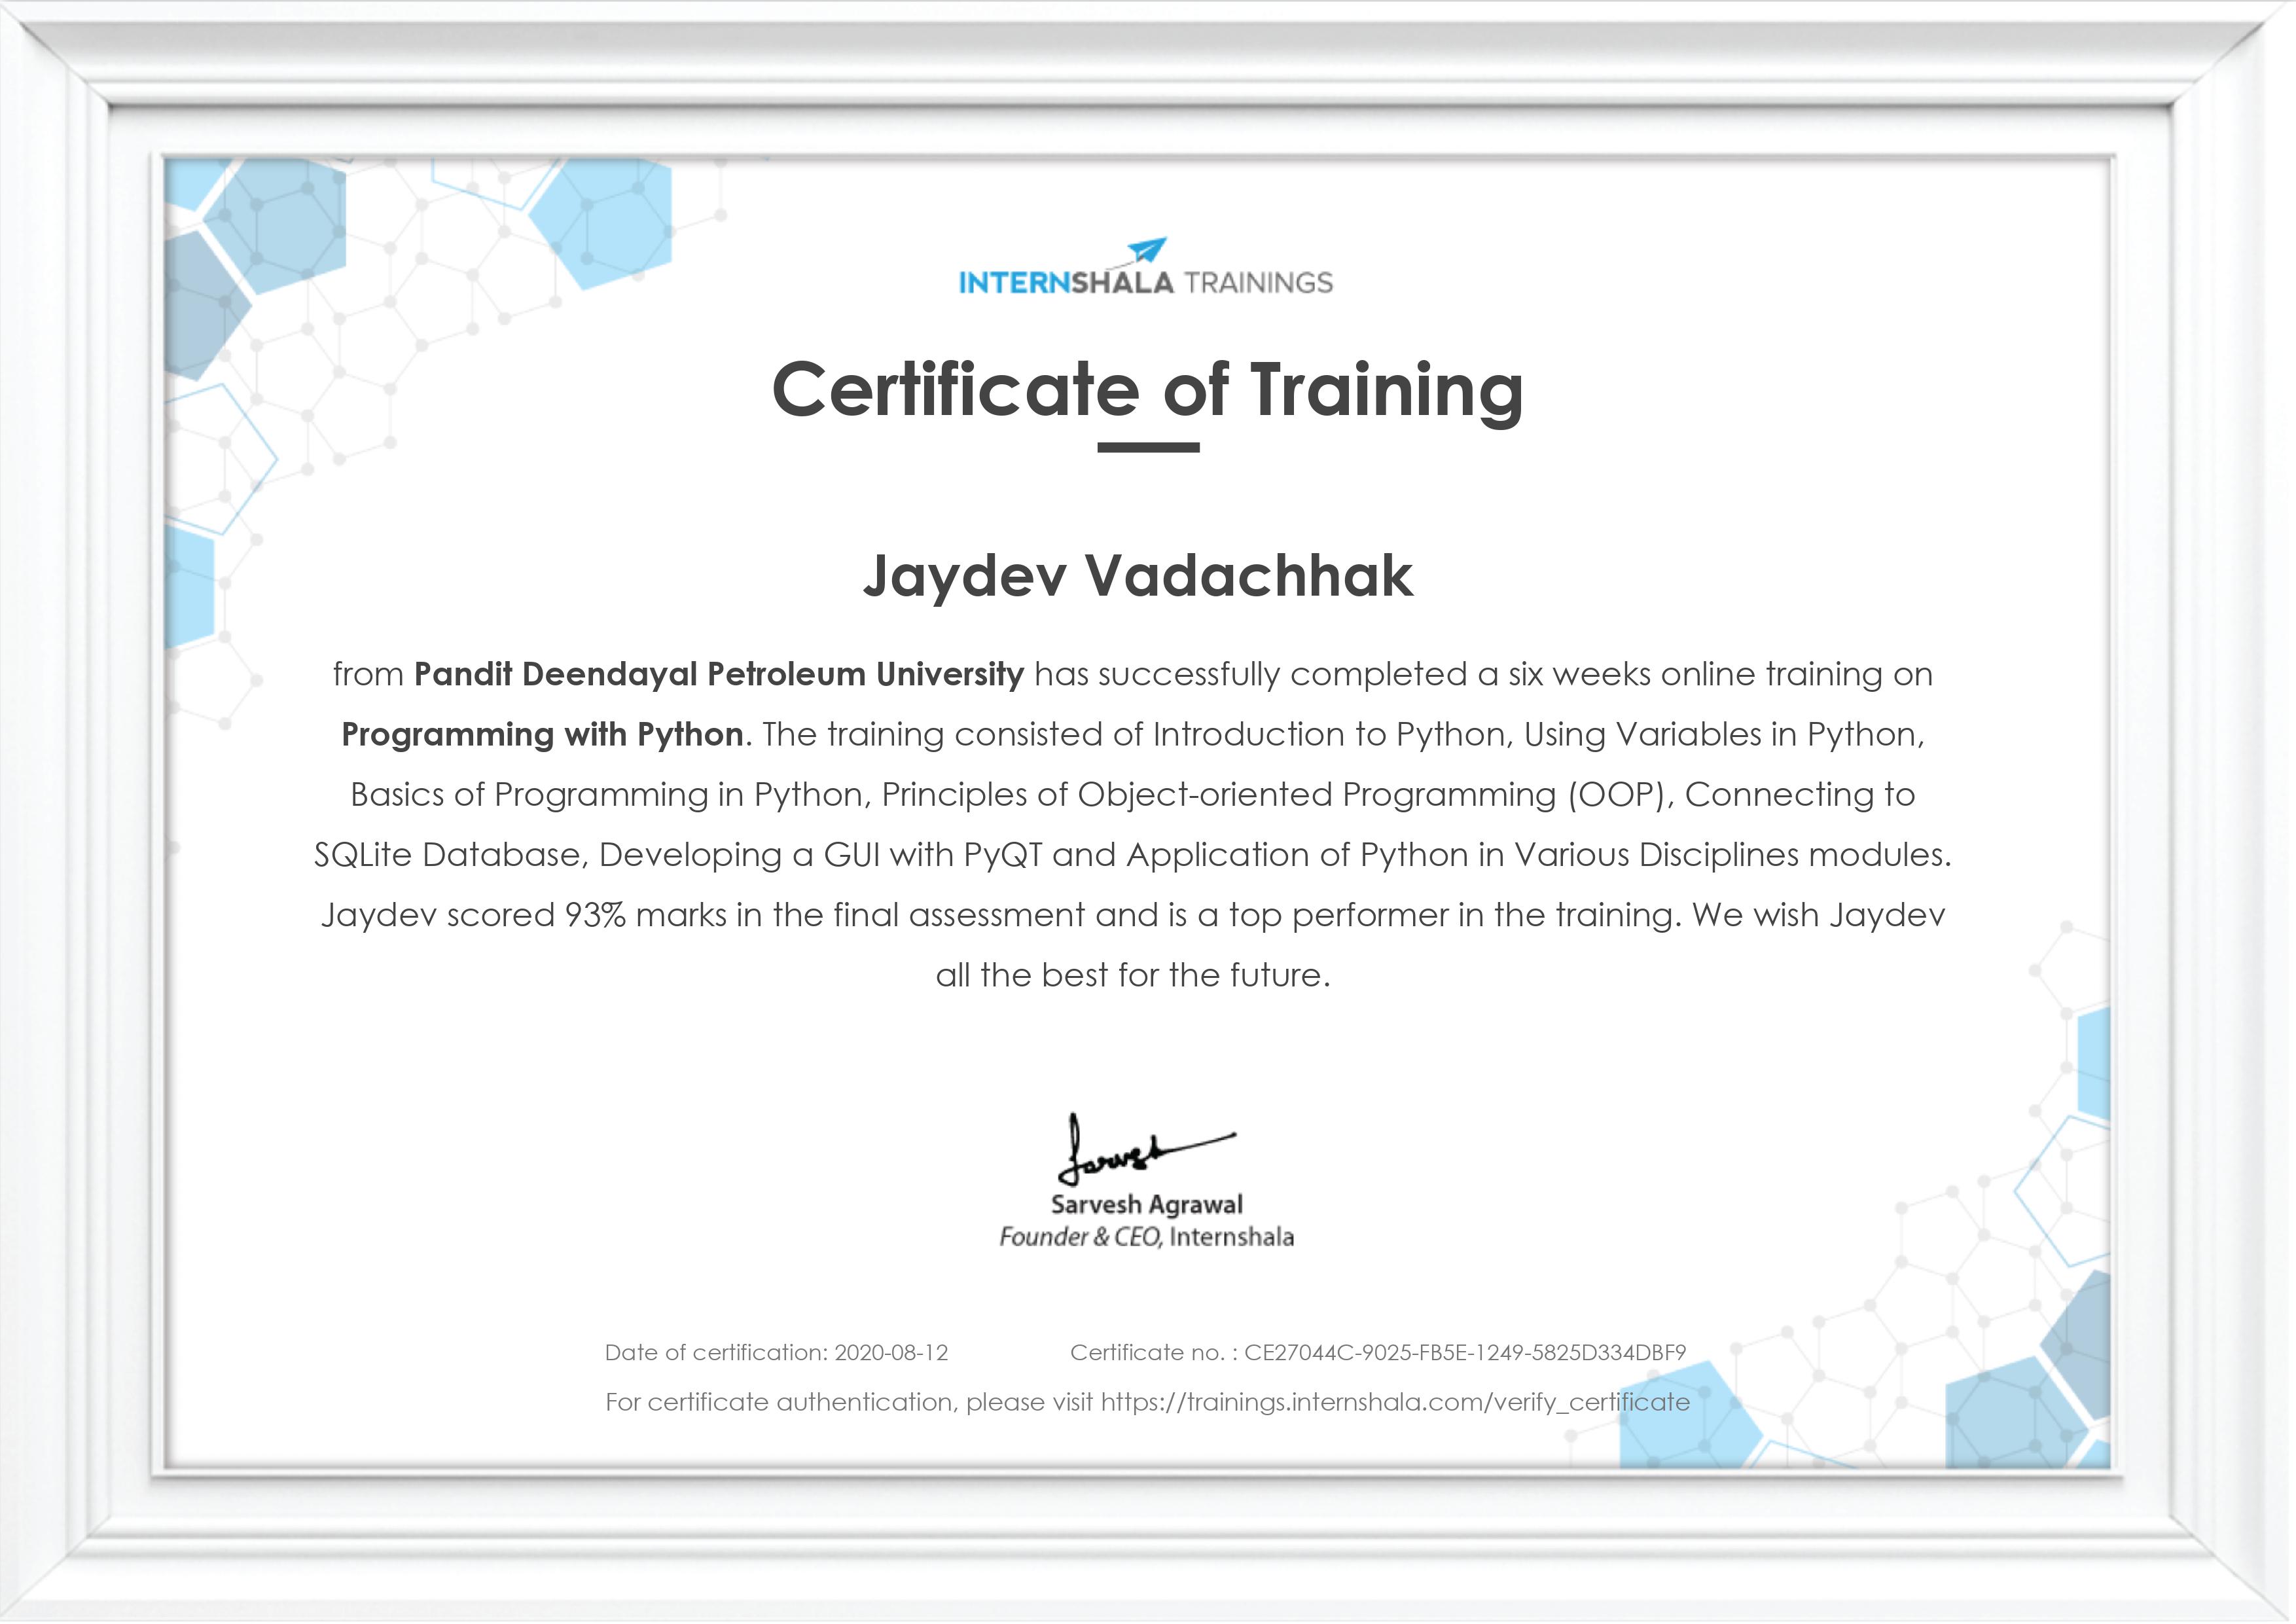 INTERNSHALA TRAININGS
Certificate of Training
Jaydev Vadachhak
from Pandit Deendayal Petroleum University has successfully completed a six weeks online training on
Programming with Python. The training consisted of Introduction to Python, Using Variables in Python,
Basics of Programming in Python, Principles of Object-oriented Programming (OOP), Connecting to
SQLite Database, Developing a GUI with PyQT and Application of Python in Various Disciplines modules.
Jaydev scored 93% marks in the final assessment and is a top performer in the training. We wish Jaydev
all the best for the future.
Sarvesh
Sarvesh Agrawal
Founder & CEO, Internshala
Date of certification: 2020-08-12 Certificate no. : CE27044C-9025-FB5E-1249-5825D334DBF9
For certificate authentication, please visit https://trainings.internshala.com/verify_certificate